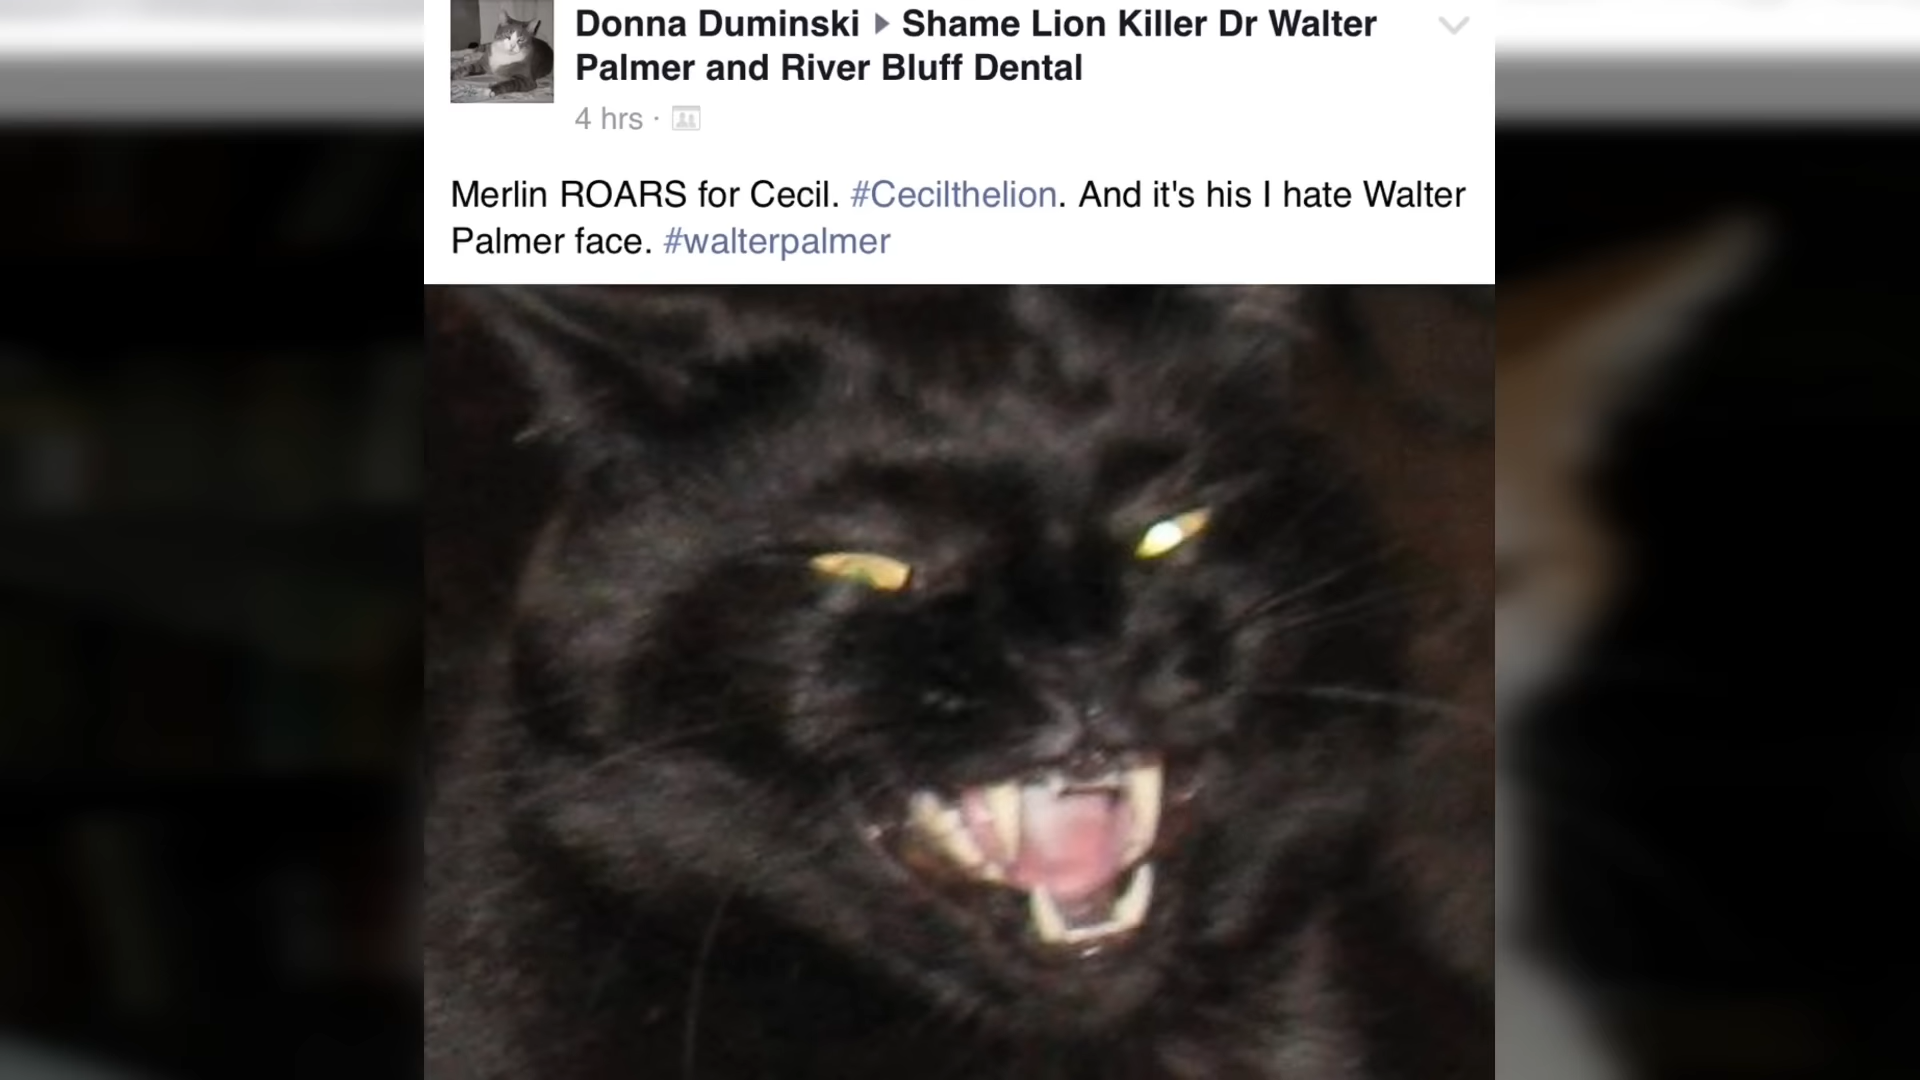 Donna Duminski ▸ Shame Lion Killer Dr Walter
Palmer and River Bluff Dental
4 hrs ·
Merlin ROARS for Cecil. #Cecilthelion. And it's his I hate Walter
Palmer face. #walterpalmer